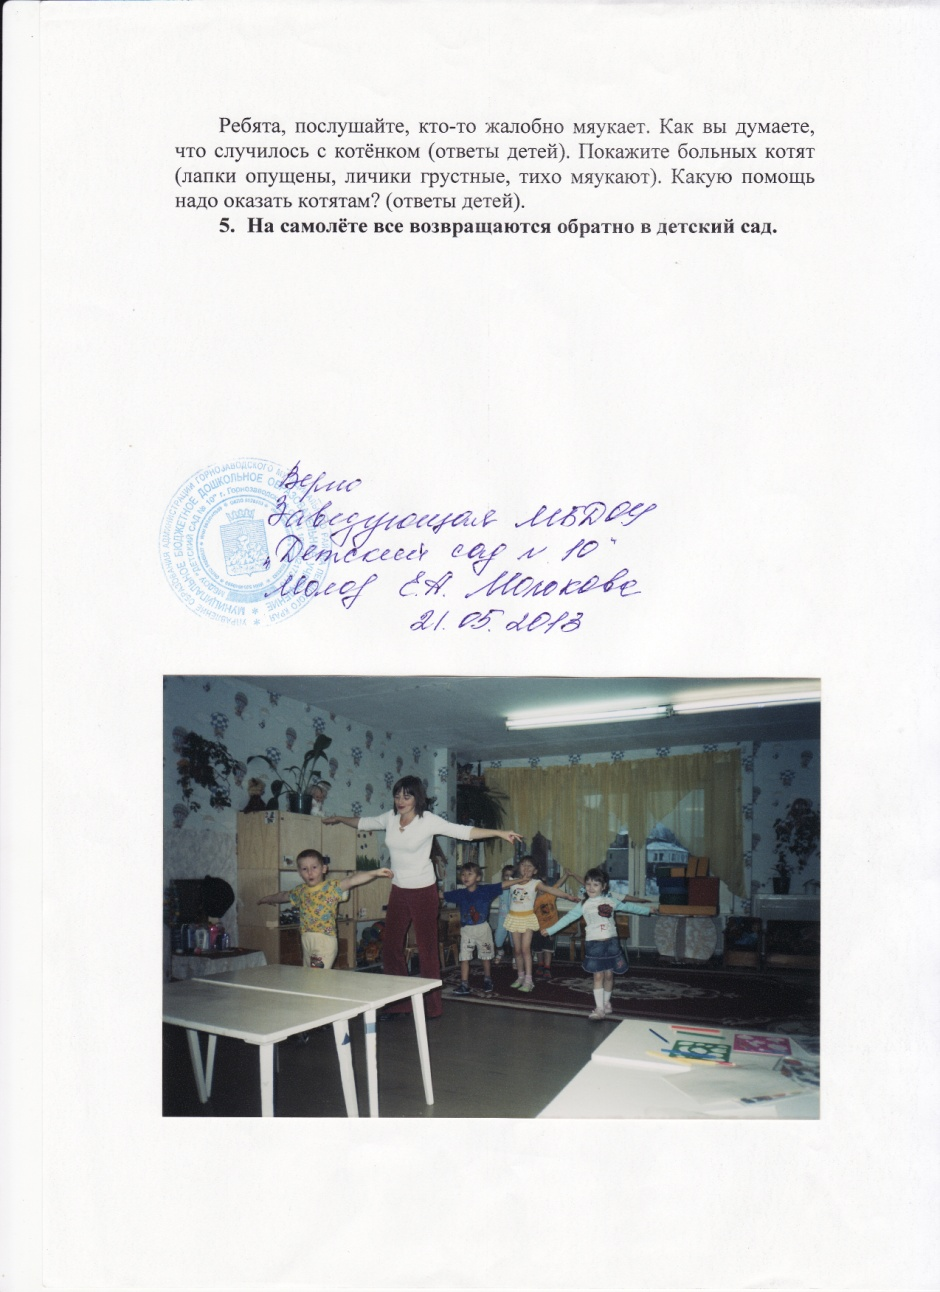 Ребята, послушайте, кто-то жалобно мяукает. Как вы думаете,
что случилось с котёнком (ответы детей). Покажите больных котят
(лапки опущены, личики грустные, тихо мяукают). Какую помощь
надо оказать котятам? (ответы детей).
5. На самолёте все возвращаются обратно в детский сад.
Верно
Заведующая МБДОУ
„Детский сад № 10"
Е.А.
21.05.2013